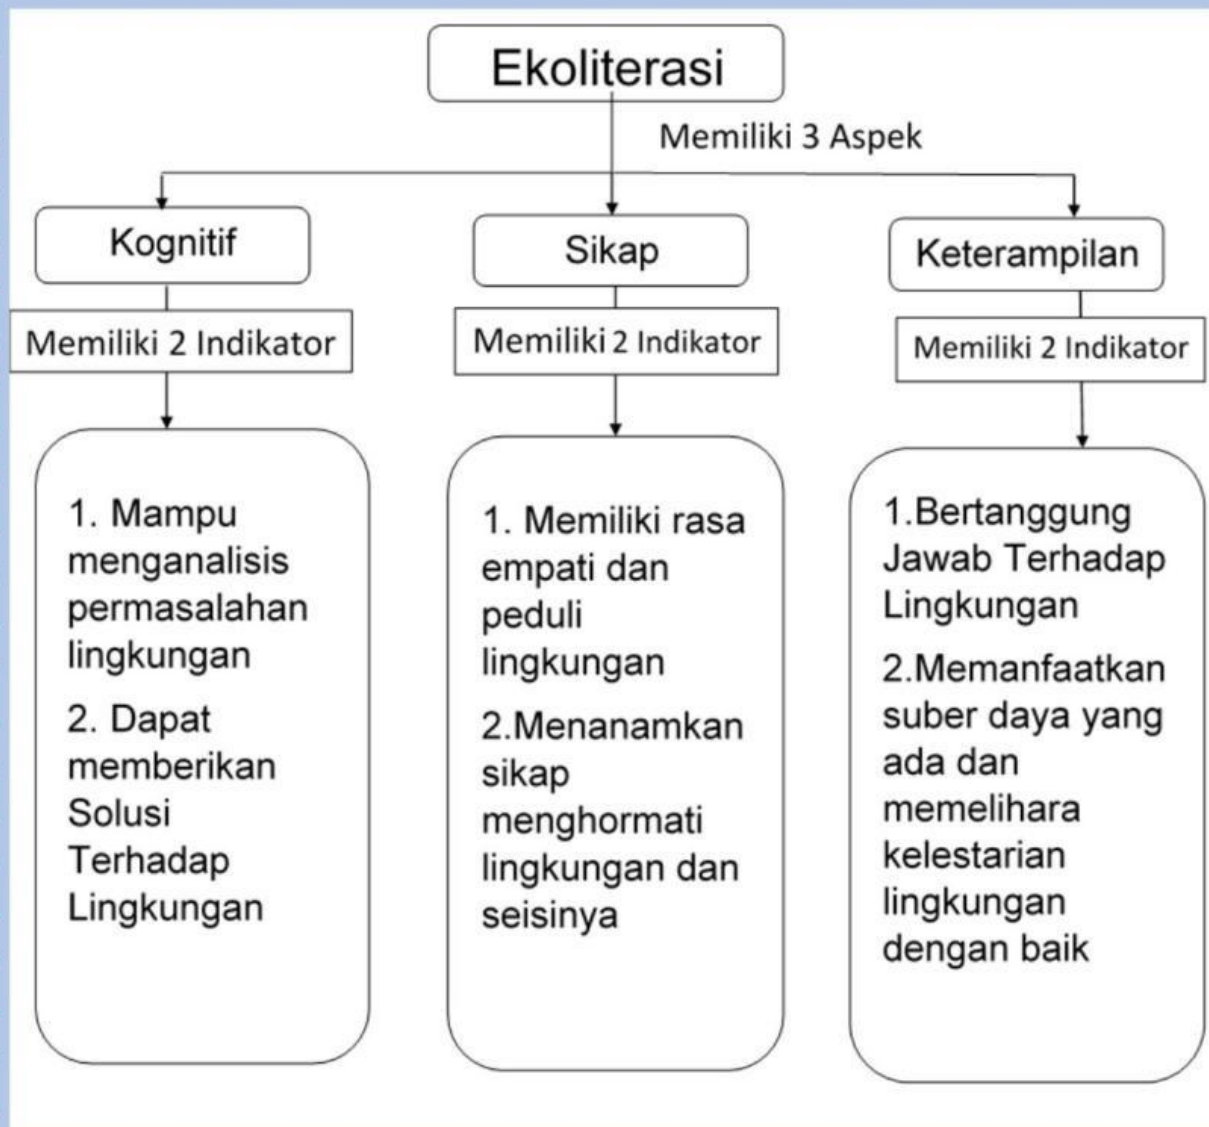 Ekoliterasi
Memiliki 3 Aspek
Kognitif
Memiliki 2 Indikator
1. Mampu
menganalisis
permasalahan
lingkungan
2. Dapat
memberikan
Solusi
Terhadap
Lingkungan
Sikap
Memiliki 2 Indikator
1. Memiliki rasa
empati dan
peduli
lingkungan
2.Menanamkan
sikap
menghormati
lingkungan dan
seisinya
Keterampilan
Memiliki 2 Indikator
1.Bertanggung
Jawab Terhadap
Lingkungan
2.Memanfaatkan
suber daya yang
ada dan
memelihara
kelestarian
lingkungan
dengan baik